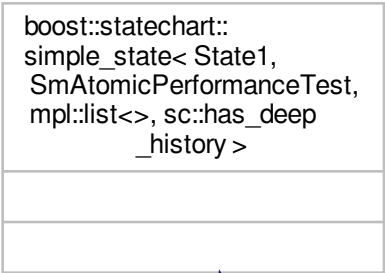 boost::statechart::
simple_state< State1,
SmAtomicPerformanceTest,
mpl::list<>, sc::has_deep
_history >